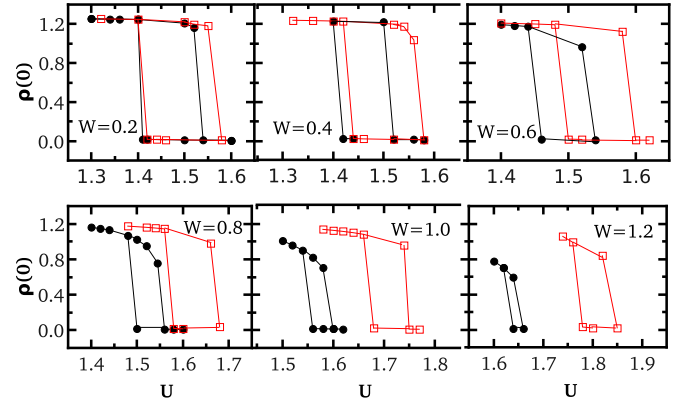 ρ(0)
1.2
0.8
0.4
0.0
W=0.2
W=0.4
W=0.6
1.3 1.4 1.5 1.6
1.3 1.4 1.5 1.6
1.4 1.5 1.6
ρ(0)
1.2
0.8
0.4
0.0
W=0.8
W=1.0
W=1.2
1.4 1.5 1.6 1.7
1.5 1.6 1.7 1.8
1.6 1.7 1.8 1.9
U U U